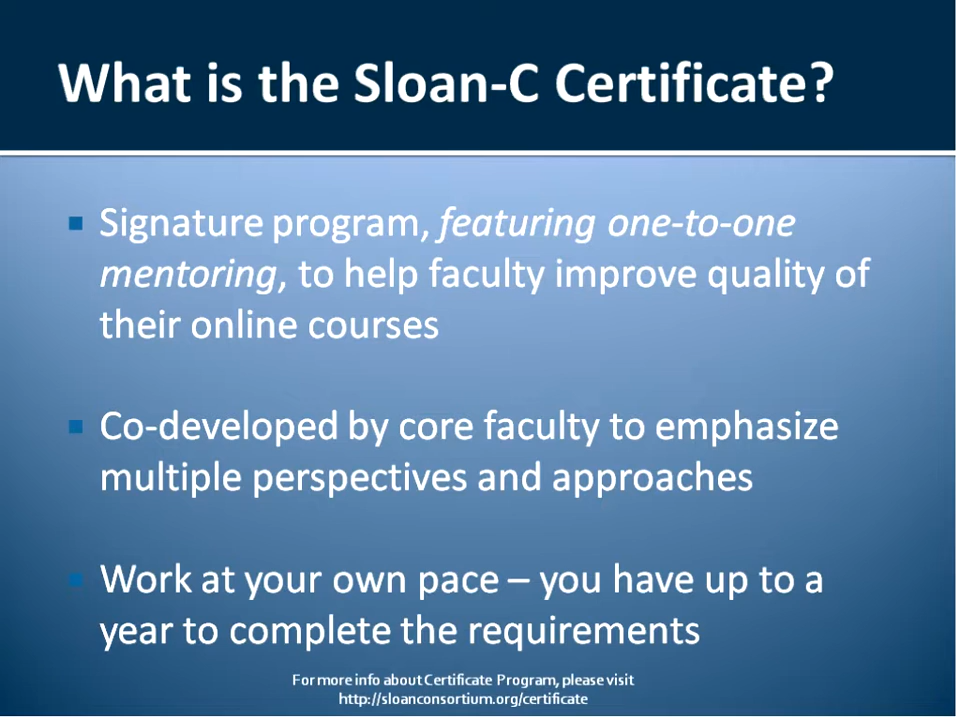 What is the Sloan-C Certificate?
Signature program, featuring one-to-one
mentoring, to help faculty improve quality of
their online courses
Co-developed by core faculty to emphasize
multiple perspectives and approaches
Work at your own pace – you have up to a
year to complete the requirements
For more info about Certificate Program, please visit
http://sloanconsortium.org/certificate